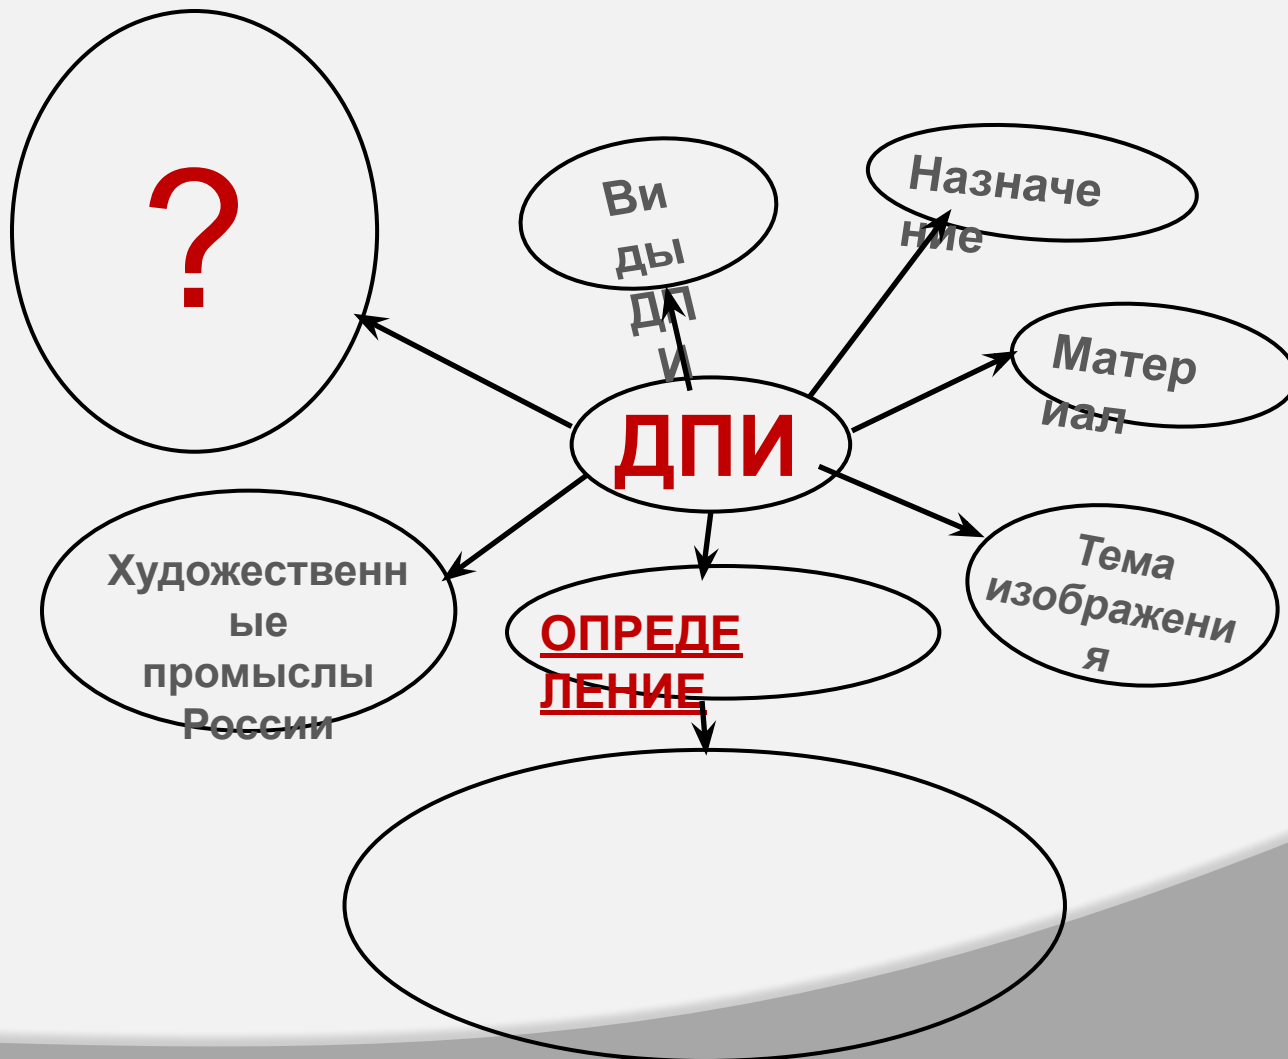 ?
Ви
ды
ДП
И
Назначе
ние
Матер
иал
ДПИ
Тема
изображени
я
Художественн
ые
промыслы
России
ОПРЕДЕ
ЛЕНИЕ